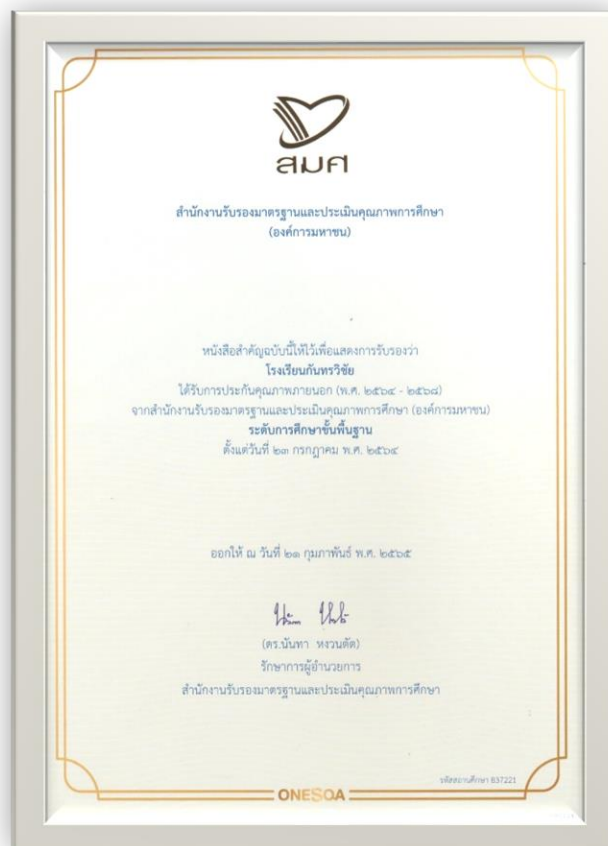 สมศ
สำนักงานรับรองมาตรฐานและประเมินคุณภาพการศึกษา
(องค์การมหาชน)
หนังสือสำคัญฉบับนี้ให้ไว้เพื่อแสดงการรับรองว่า
โรงเรียนกันทรวิชัย
ได้รับการประกันคุณภาพภายนอก (พ.ศ. ๒๕๖๔ - ๒๕๖๘)
จากสำนักงานรับรองมาตรฐานและประเมินคุณภาพการศึกษา (องค์การมหาชน)
ระดับการศึกษาขั้นพื้นฐาน
ตั้งแต่วันที่ ๒๓ กรกฎาคม พ.ศ. ๒๕๖๔
ออกให้ ณ วันที่ ๒๑ กุมภาพันธ์ พ.ศ. ๒๕๖๕
(ดร.นันทา หงวนตัด)
รักษาการผู้อำนวยการ
สำนักงานรับรองมาตรฐานและประเมินคุณภาพการศึกษา
รหัสสถานศึกษา 837221
ONESQA